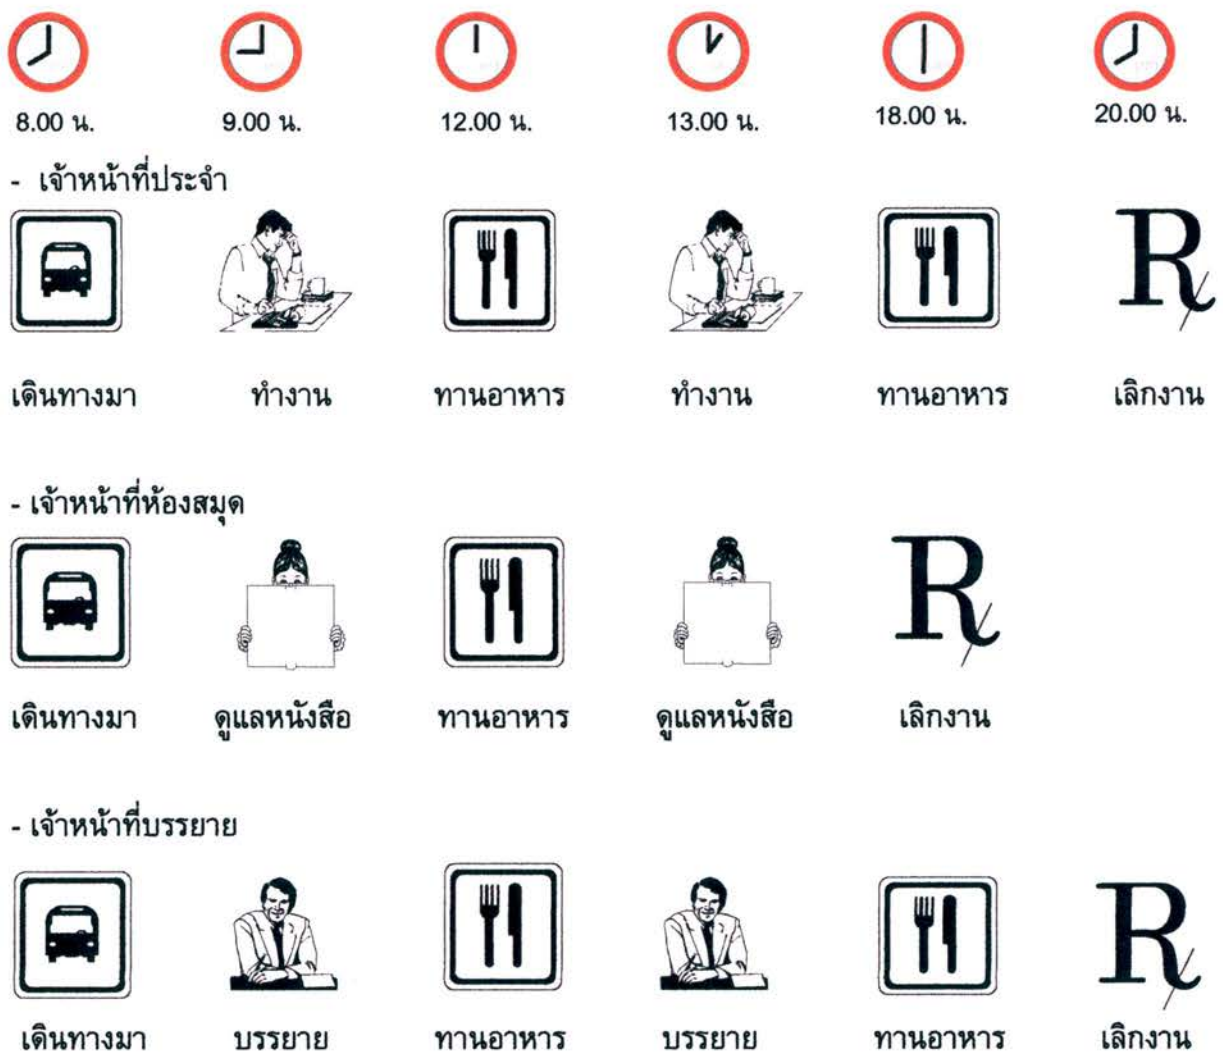 8.00 น. 9.00 น. 12.00 น. 13.00 น. 18.00 น. 20.00 น.
- เจ้าหน้าที่ประจำ
R
เดินทางมา ทำงาน ทานอาหาร ทำงาน ทานอาหาร เลิกงาน
- เจ้าหน้าที่ห้องสมุด
R
เดินทางมา ดูแลหนังสือ ทานอาหาร ดูแลหนังสือ เลิกงาน
- เจ้าหน้าที่บรรยาย
R
เดินทางมา บรรยาย ทานอาหาร บรรยาย ทานอาหาร เลิกงาน